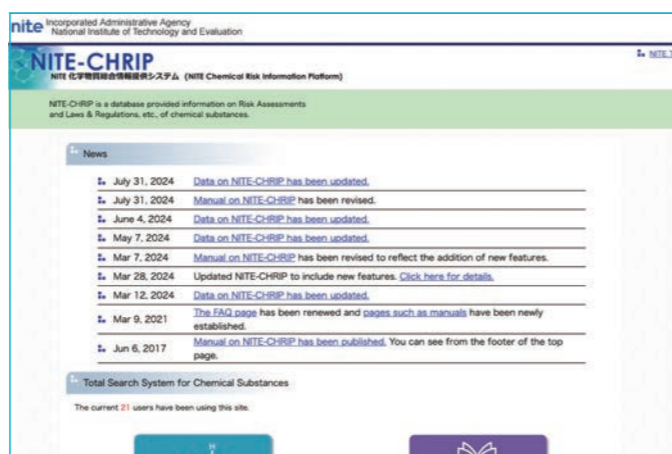 nite Incorporated Administrative Agency
National Institute of Technology and Evaluation
NITE-CHRIP
NITE 化学物質総合情報提供システム (NITE Chemical Risk Information Platform)
NITE
NITE-CHRIP is a database provided information on Risk Assessments
and Laws & Regulations, etc., of chemical substances.
News
July 31, 2024 Data on NITE-CHRIP has been updated.
July 31, 2024 Manual on NITE-CHRIP has been revised.
June 4, 2024 Data on NITE-CHRIP has been updated.
May 7, 2024 Data on NITE-CHRIP has been updated.
Mar 7, 2024 Manual on NITE-CHRIP has been revised to reflect the addition of new features.
Mar 28, 2024 Updated NITE-CHRIP to include new features. Click here for details.
Mar 12, 2024 Data on NITE-CHRIP has been updated.
Mar 9, 2021 The FAQ page has been renewed and pages such as manuals have been newly
established.
Jun 6, 2017 Manual on NITE-CHRIP has been published. You can see from the footer of the top
page.
Total Search System for Chemical Substances
The current 21 users have been using this site.
H